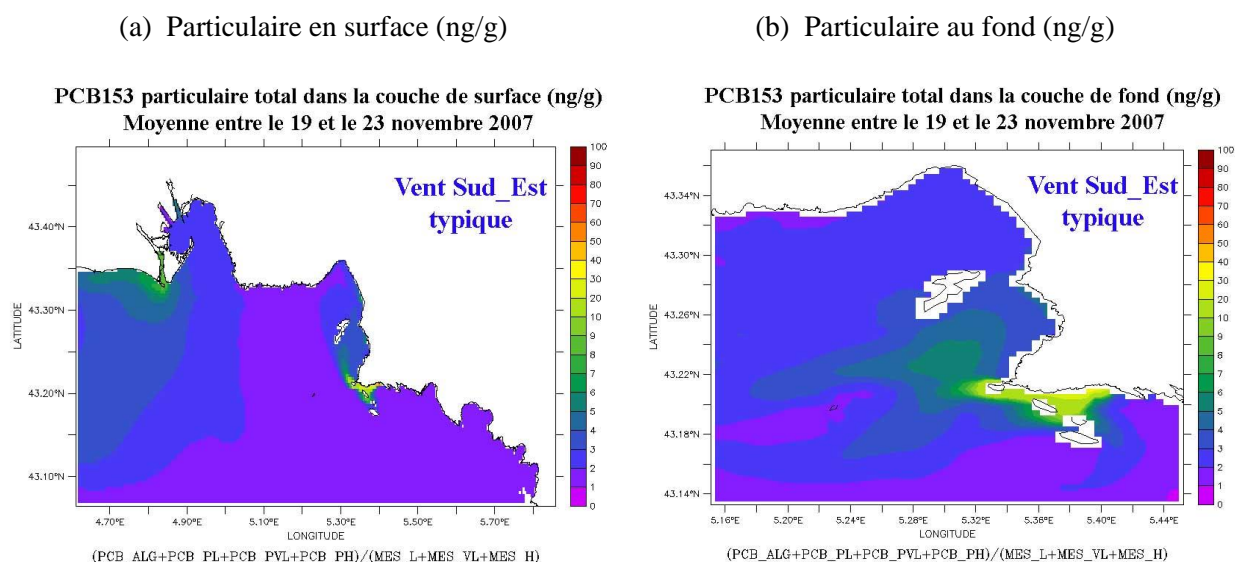 (a) Particulaire en surface (ng/g)
(b) Particulaire au fond (ng/g)
PCB153 particulaire total dans la couche de surface (ng/g)
Moyenne entre le 19 et le 23 novembre 2007
Vent Sud_Est
typique
LATITUDE
43.40°N
43.30°N
43.20°N
43.10°N
4.70°E 4.90°E 5.10°E 5.30°E 5.50°E 5.70°E
LONGITUDE
100
90
80
70
60
50
40
30
20
10
9
8
7
6
5
4
3
2
1
0
(PCB_ALG+PCB_PL+PCB_PVL+PCB_PH)/(MES_L+MES_VL+MES_H)
PCB153 particulaire total dans la couche de fond (ng/g)
Moyenne entre le 19 et le 23 novembre 2007
Vent Sud_Est
typique
LATITUDE
43.34°N
43.30°N
43.26°N
43.22°N
43.18°N
43.14°N
5.16°E 5.20°E 5.24°E 5.28°E 5.32°E 5.36°E 5.40°E 5.44°E
LONGITUDE
100
90
80
70
60
50
40
30
20
10
9
8
7
6
5
4
3
2
1
0
(PCB_ALG+PCB_PL+PCB_PVL+PCB_PH)/(MES_L+MES_VL+MES_H)